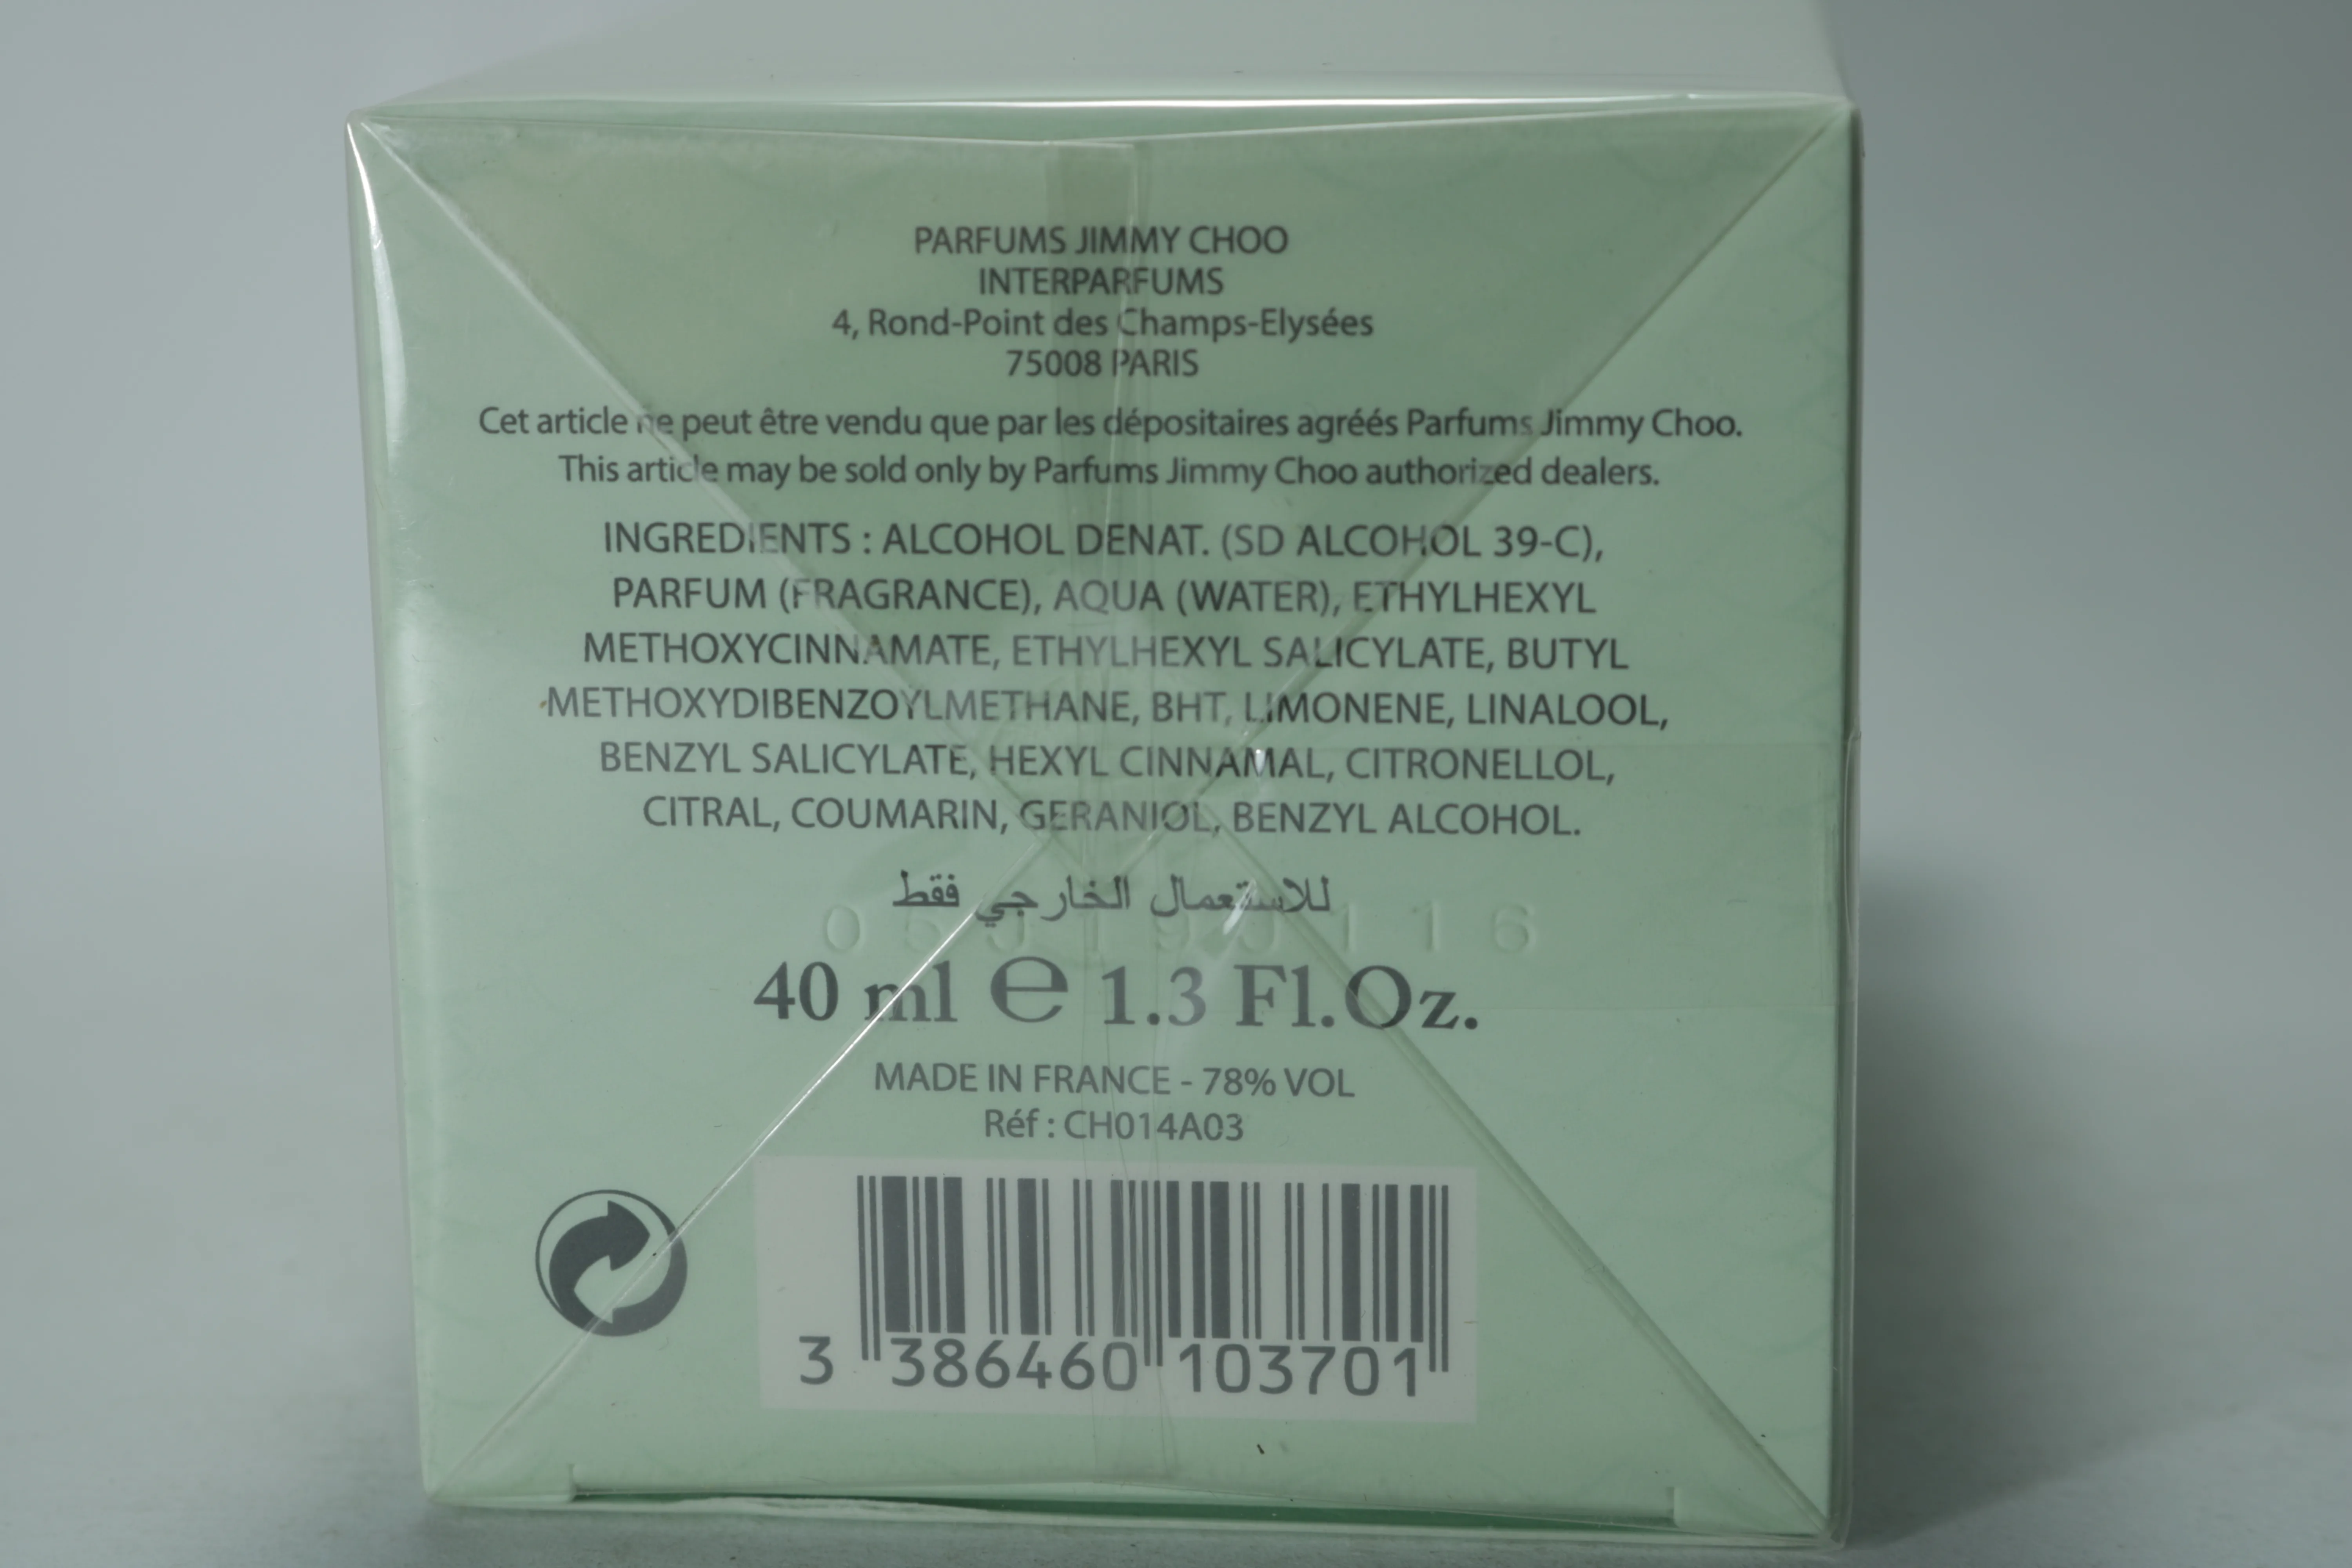 PARFUMS JIMMY CHOO
INTERPARFUMS
4, Rond-Point des Champs-Elysées
75008 PARIS
Cet article ne peut être vendu que par les dépositaires agréés Parfums Jimmy Choo.
This article may be sold only by Parfums Jimmy Choo authorized dealers.
INGREDIENTS : ALCOHOL DENAT. (SD ALCOHOL 39-C),
PARFUM (FRAGRANCE), AQUA (WATER), ETHYLHEXYL
METHOXYCINNAMATE, ETHYLHEXYL SALICYLATE, BUTYL
METHOXYDIBENZOYLMETHANE, BHT, LIMONENE, LINALOOL,
BENZYL SALICYLATE, HEXYL CINNAMAL, CITRONELLOL,
CITRAL, COUMARIN, GERANIOL, BENZYL ALCOHOL.
للاستعمال الخارجي فقط
40 ml e 1.3 Fl.Oz.
MADE IN FRANCE - 78% VOL
Réf : CH014A03
3 386460 103701